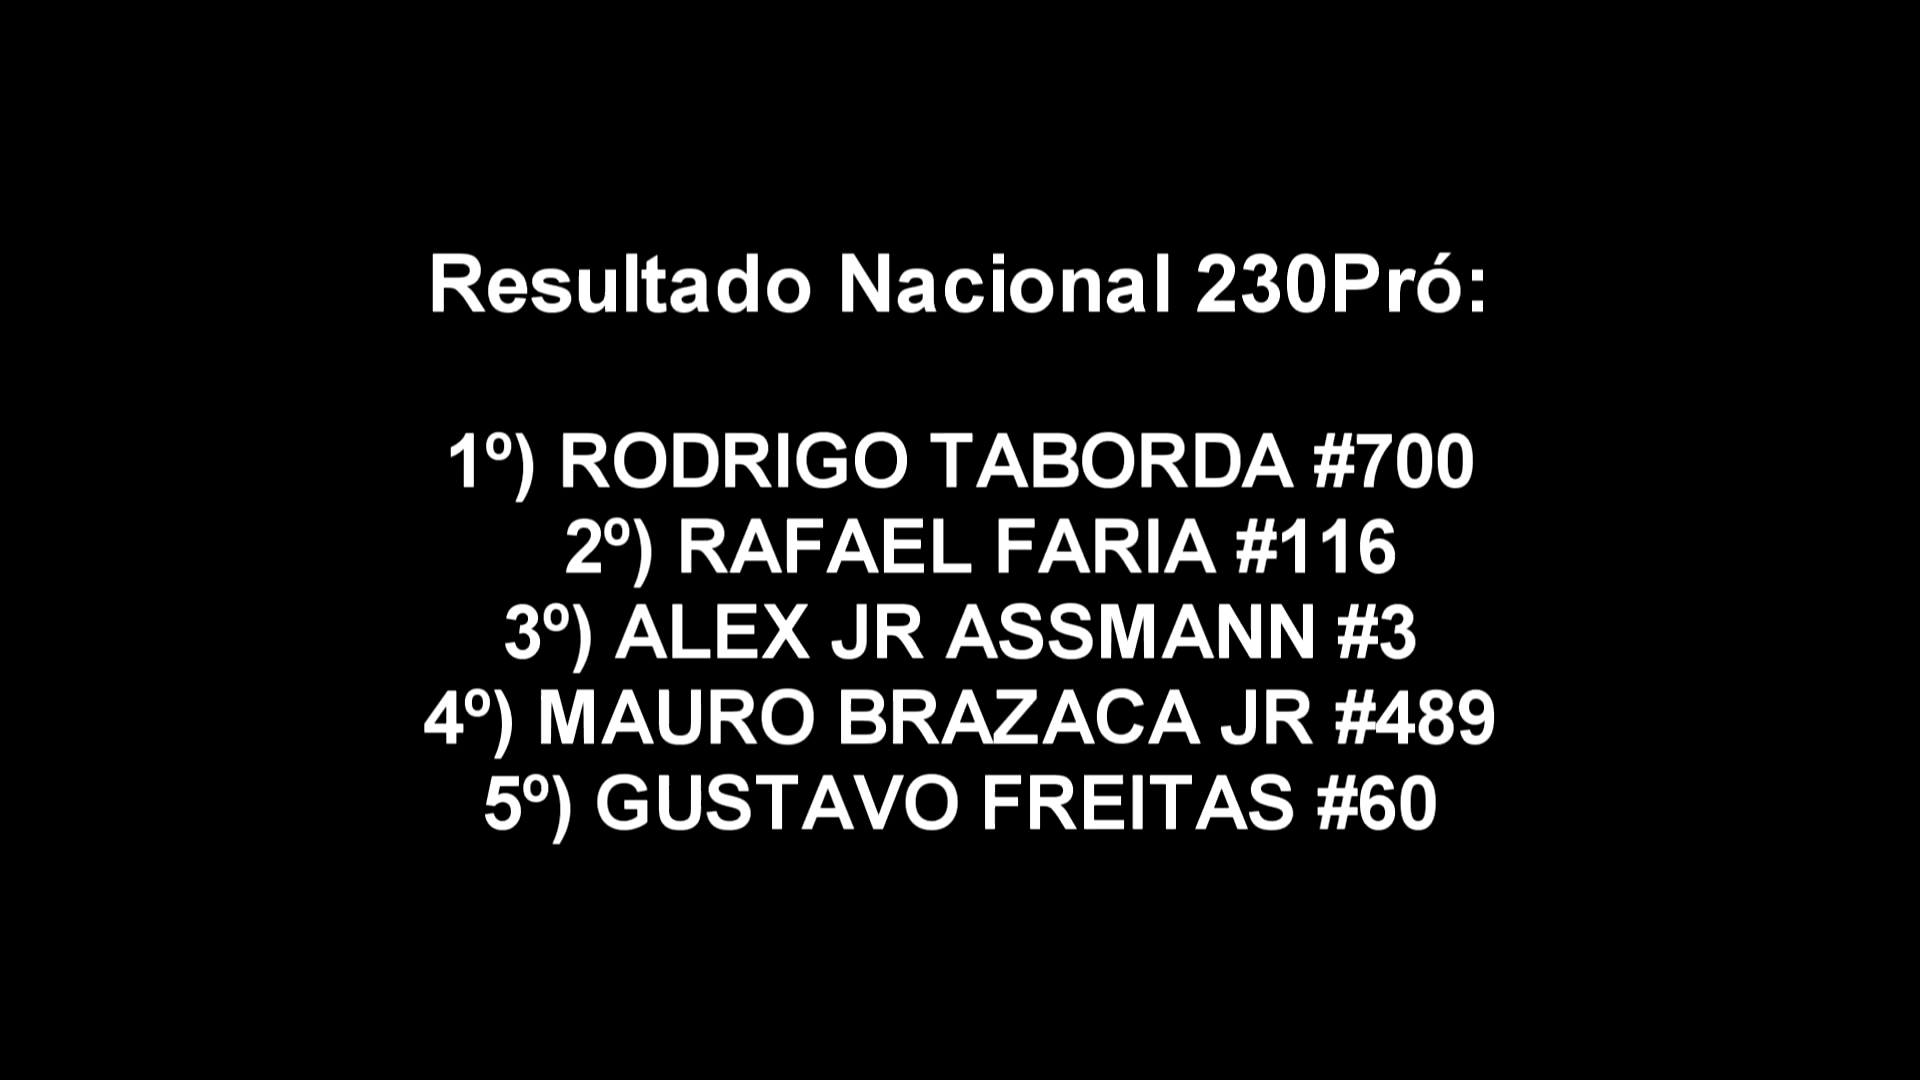 Resultado Nacional 230Pró:
1º) RODRIGO TABORDA #700
2º) RAFAEL FARIA #116
3º) ALEX JR ASSMANN #3
4º) MAURO BRAZACA JR #489
5º) GUSTAVO FREITAS #60